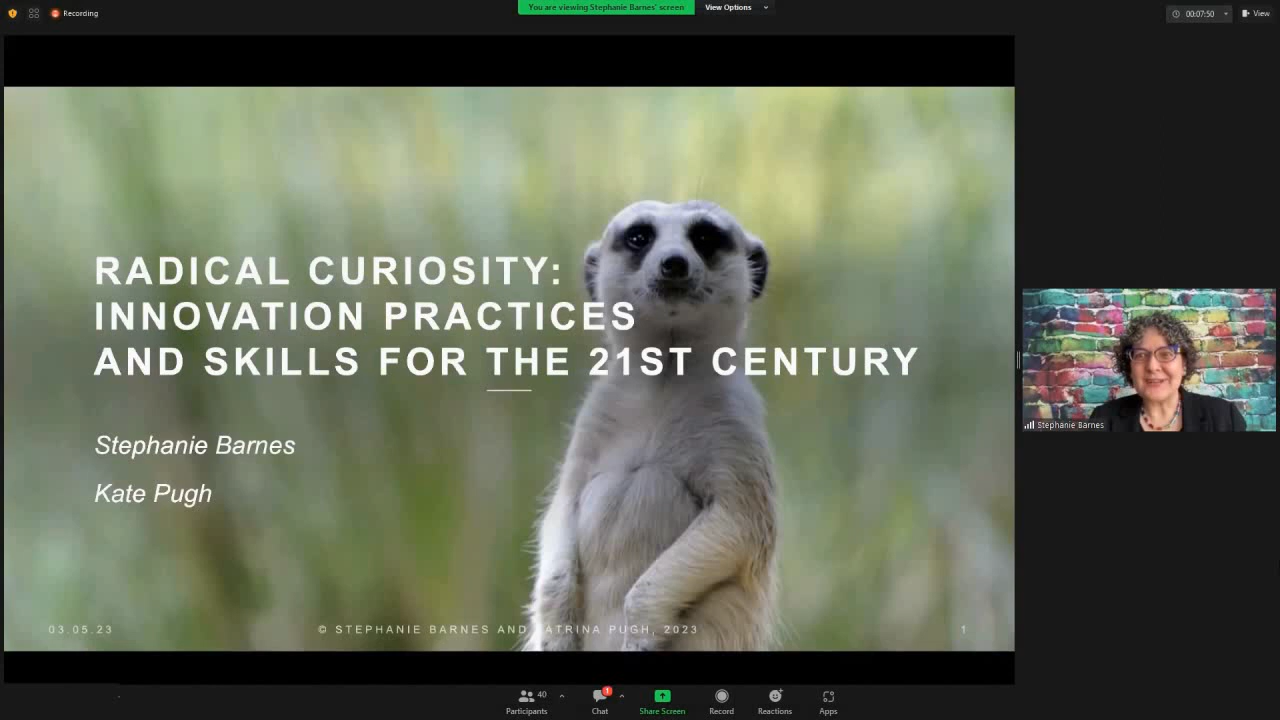 Recording
You are viewing Stephanie Barnes' screen
View Options
00:07:50
View
RADICAL CURIOSITY:
INNOVATION PRACTICES
AND SKILLS FOR THE 21ST CENTURY
Stephanie Barnes
Kate Pugh
Stephanie Barnes
03.05.23
© STEPHANIE BARNES AND KATRINA PUGH, 2023
1
40
1
Participants
Chat
Share Screen
Record
Reactions
Apps